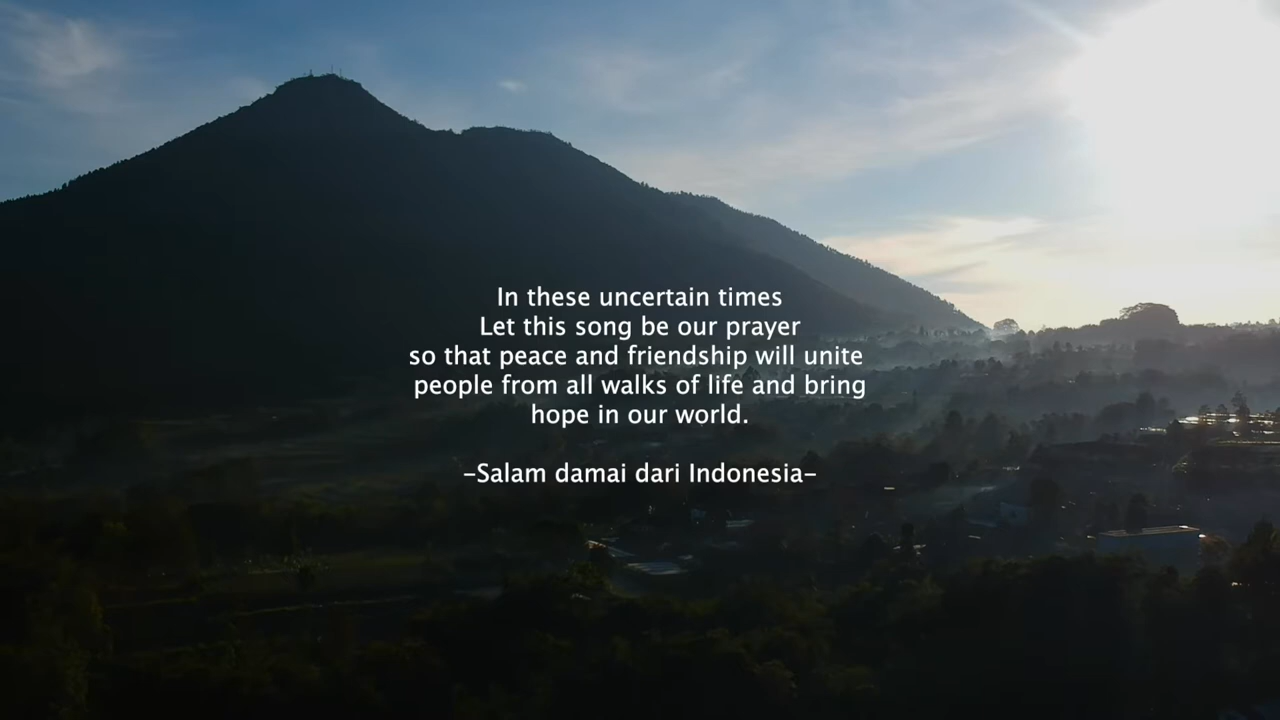 In these uncertain times
Let this song be our prayer
so that peace and friendship will unite
people from all walks of life and bring
hope in our world.
–Salam damai dari Indonesia–